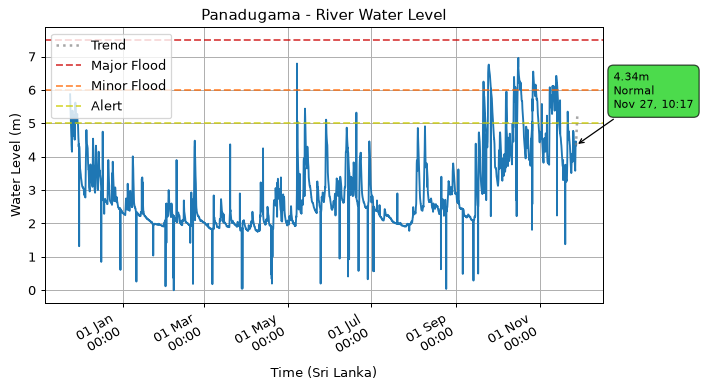 Panadugama - River Water Level
Trend
Major Flood
Minor Flood
Alert
4.34m
Normal
Nov 27, 10:17
Water Level (m)
7
6
5
4
3
2
1
0
01 Jan
00:00
01 Mar
00:00
01 May
00:00
01 Jul
00:00
01 Sep
00:00
01 Nov
00:00
Time (Sri Lanka)